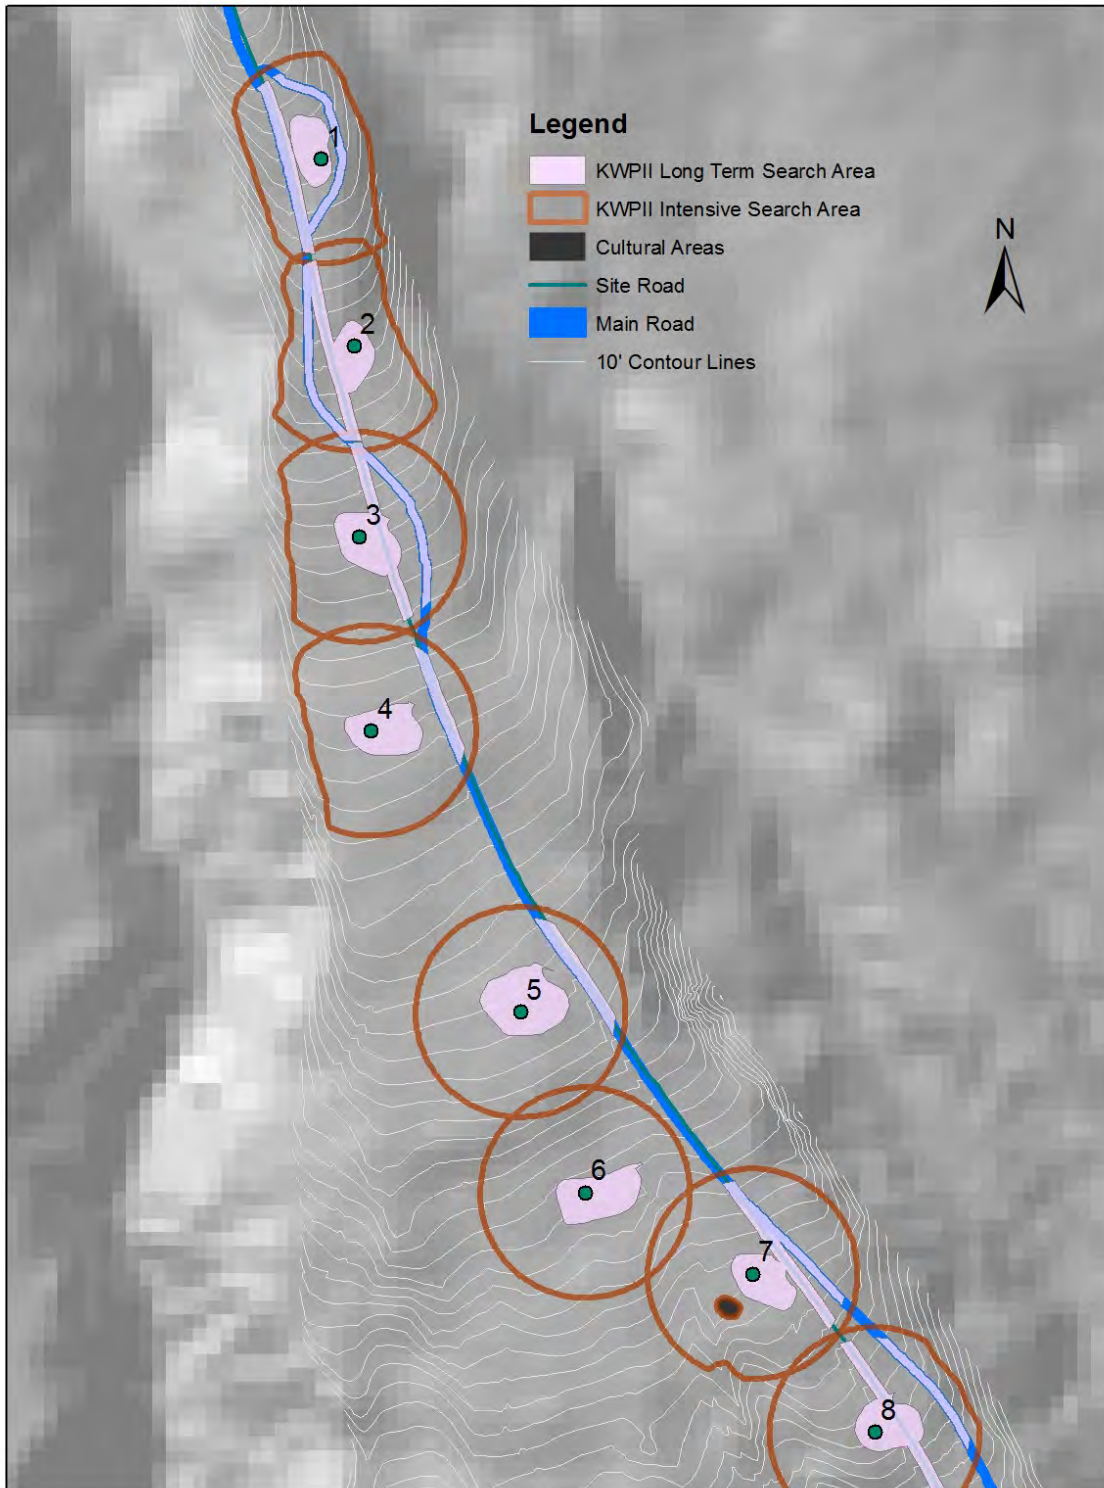 1
Legend
KWPII Long Term Search Area
KWPII Intensive Search Area
Cultural Areas
Site Road
Main Road
10' Contour Lines
N
2
3
4
5
6
7
8